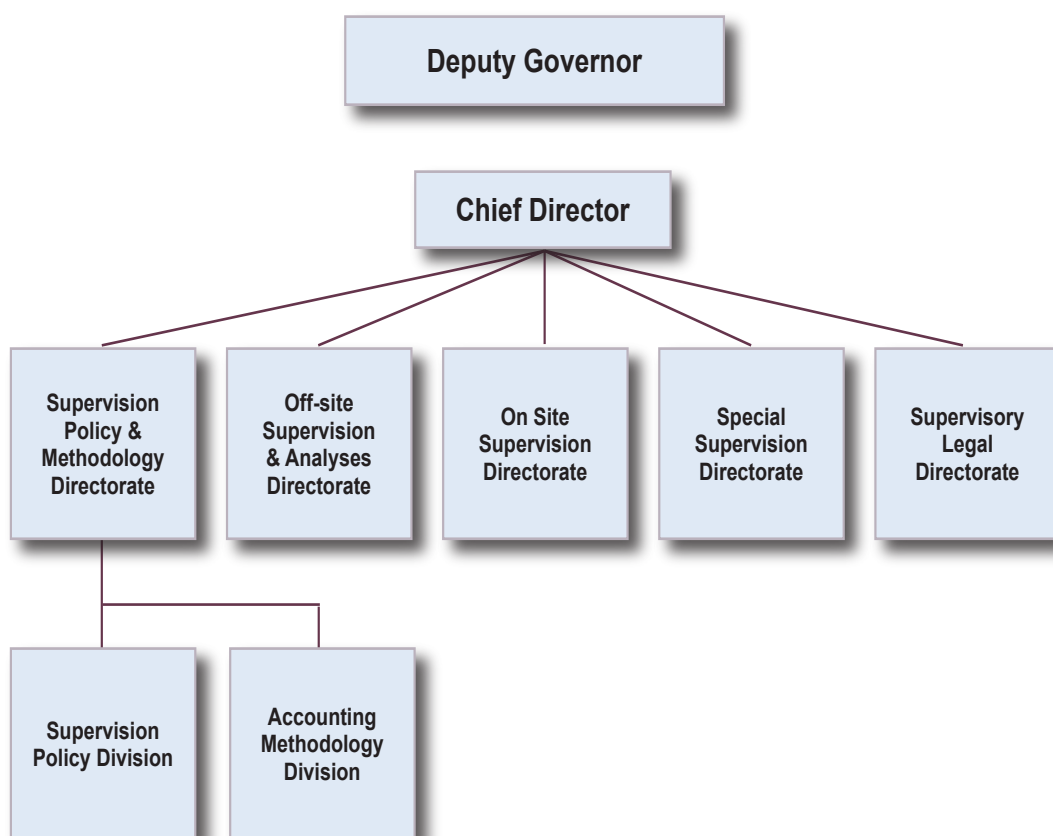 Deputy Governor
Chief Director
Supervision
Policy &
Methodology
Directorate
Off-site
Supervision
& Analyses
Directorate
On Site
Supervision
Directorate
Special
Supervision
Directorate
Supervisory
Legal
Directorate
Supervision
Policy Division
Accounting
Methodology
Division